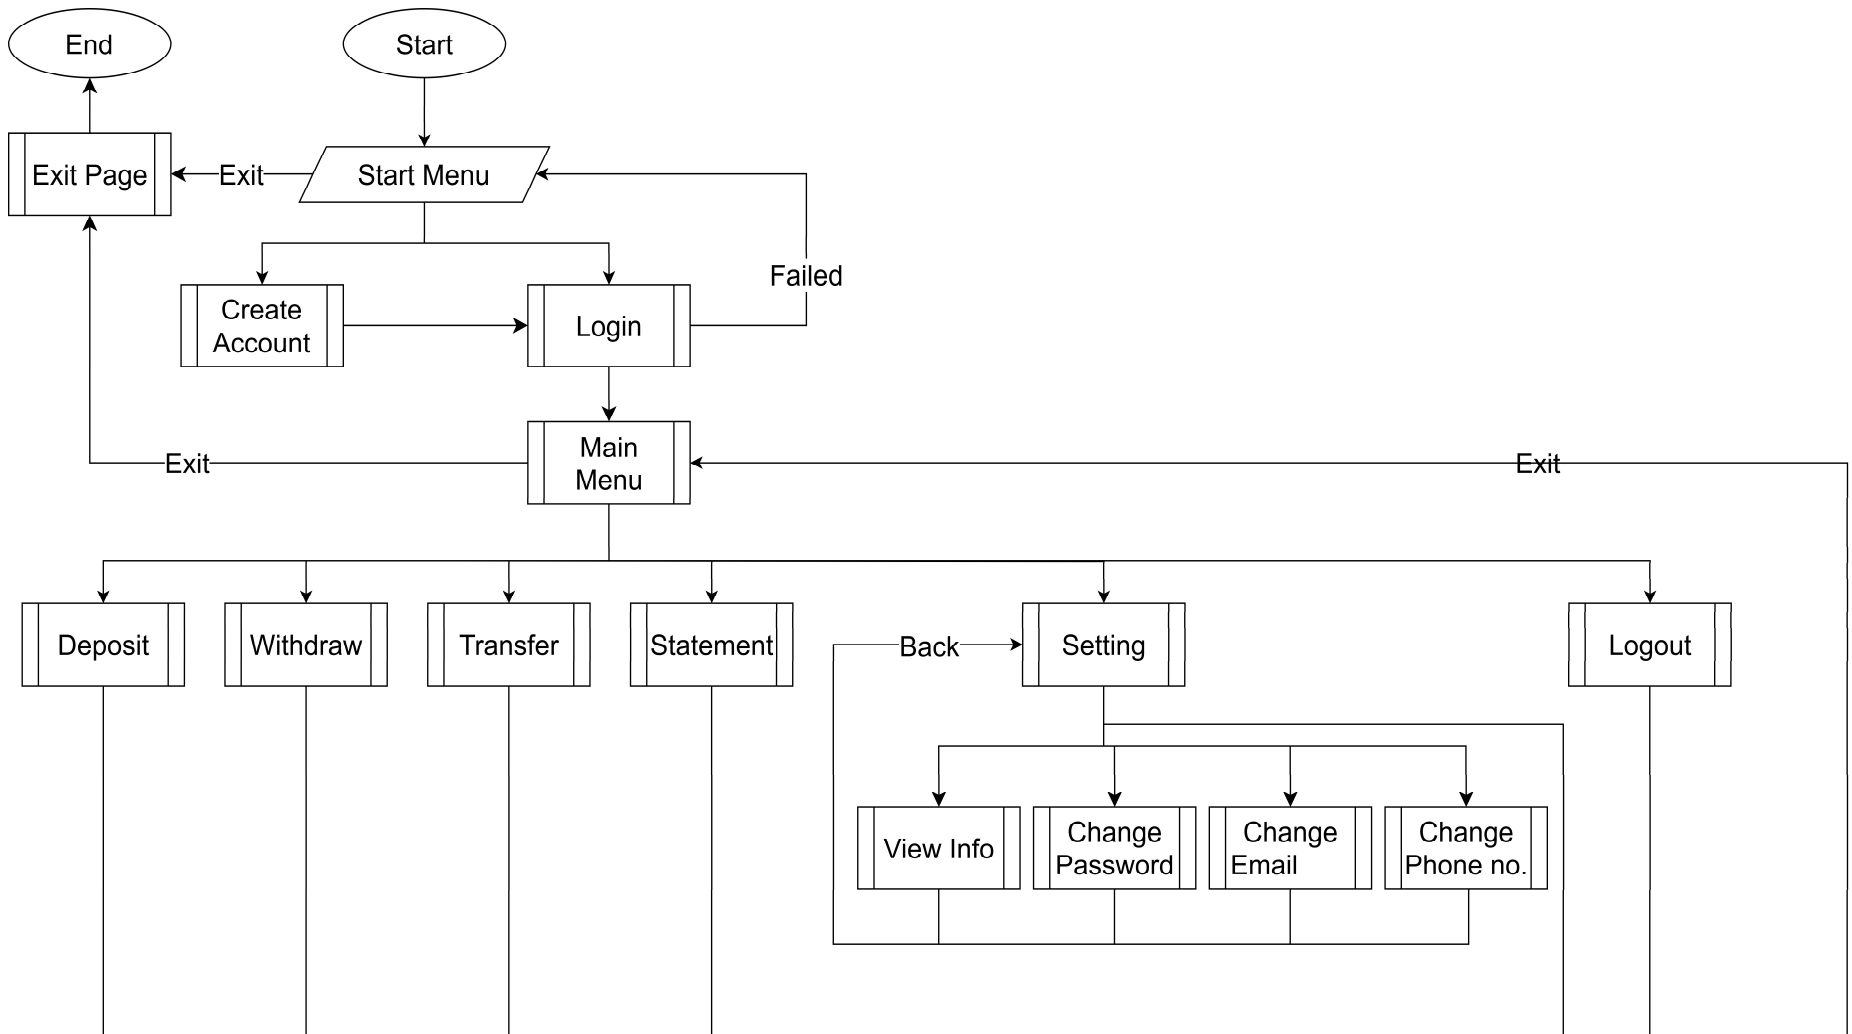 End
Start
Exit Page
Exit
Start Menu
Failed
Create
Account
Login
Exit
Main
Menu
Exit
Deposit
Withdraw
Transfer
Statement
Back
Setting
Logout
View Info
Change
Password
Change
Email
Change
Phone no.